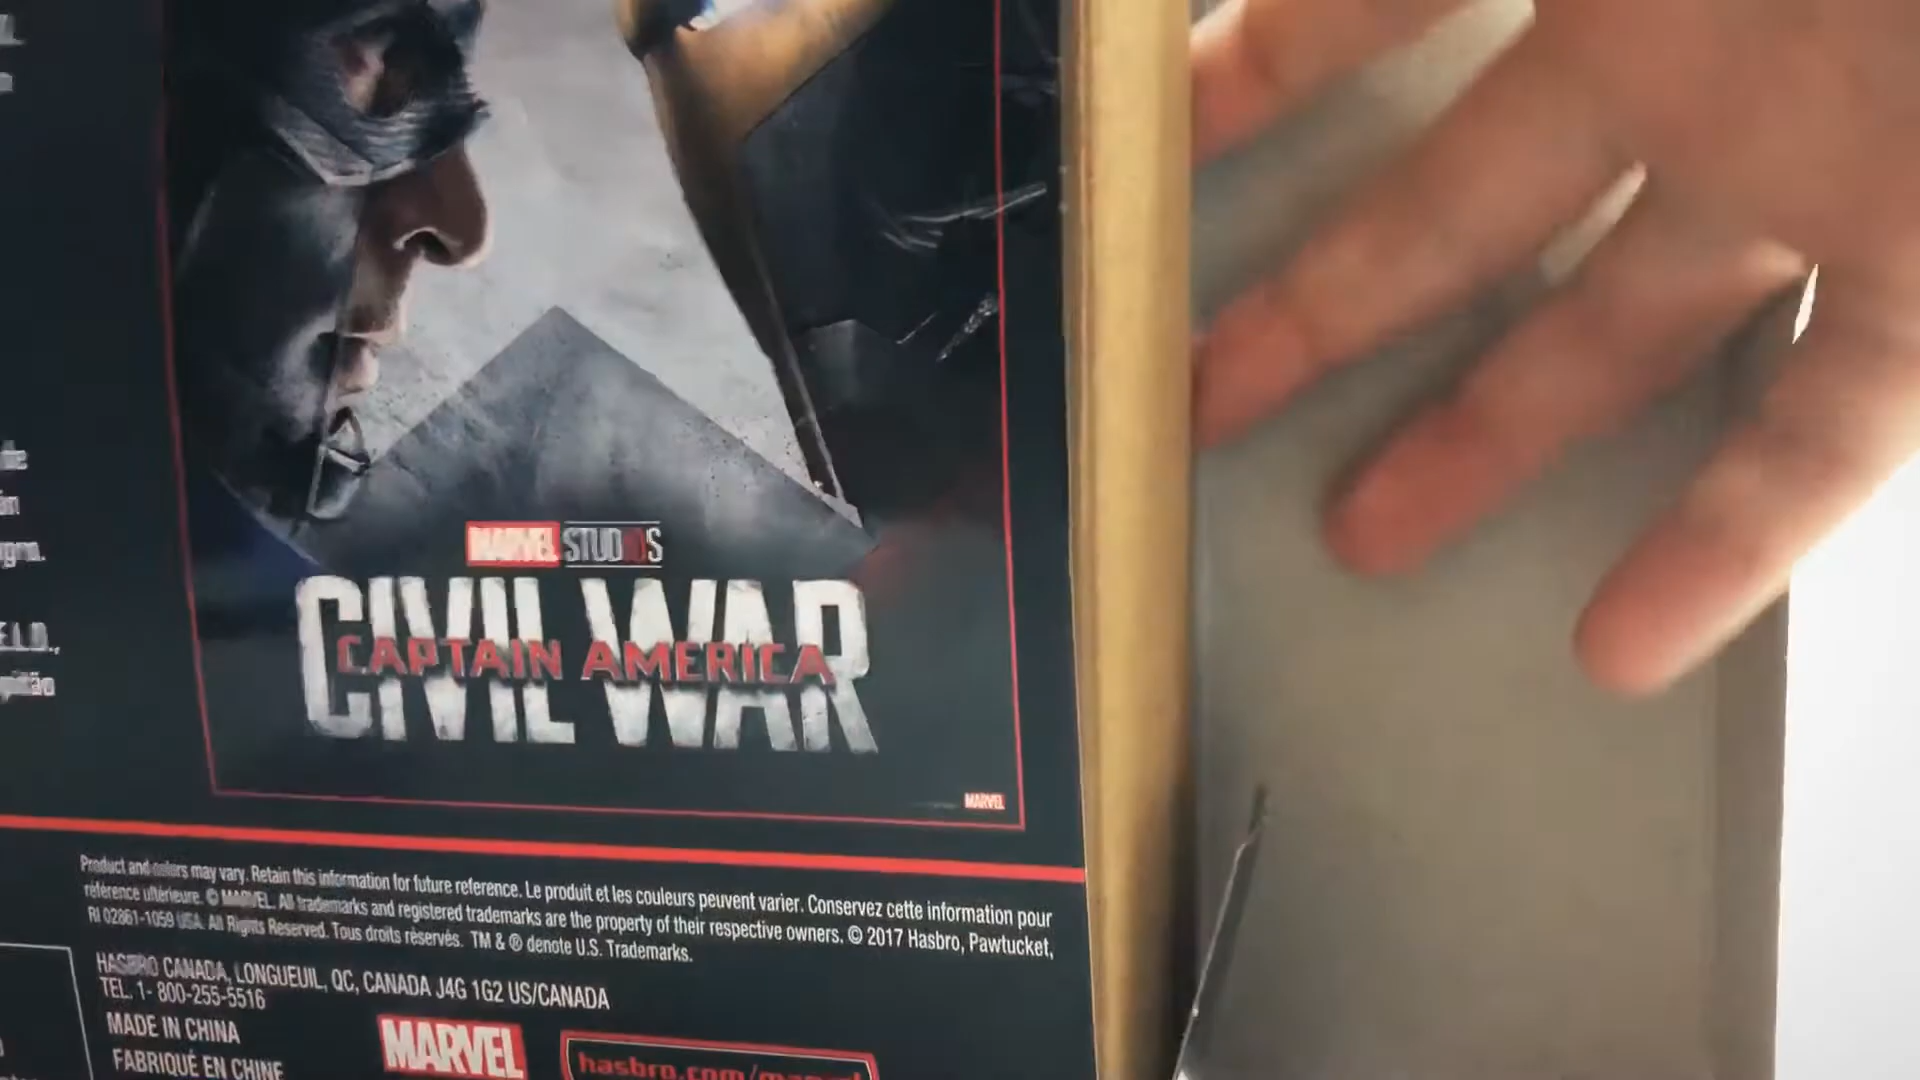 MARVEL STUDIOS
CIVIL WAR
CAPTAIN AMERICA
MARVEL
Product and colors may vary. Retain this information for future reference. Le produit et les couleurs peuvent varier. Conservez cette information pour
référence ultérieure. © MARVEL. All trademarks and registered trademarks are the property of their respective owners. © 2017 Hasbro, Pawtucket,
RI 02861-1059 USA. All Rights Reserved. Tous droits réservés. TM & ® denote U.S. Trademarks.
HASBRO CANADA, LONGUEUIL, QC, CANADA J4G 1G2 US/CANADA
TEL. 1- 800-255-5516
MADE IN CHINA
FABRIQUÉ EN CHINE
MARVEL
hasbro.com/marvel